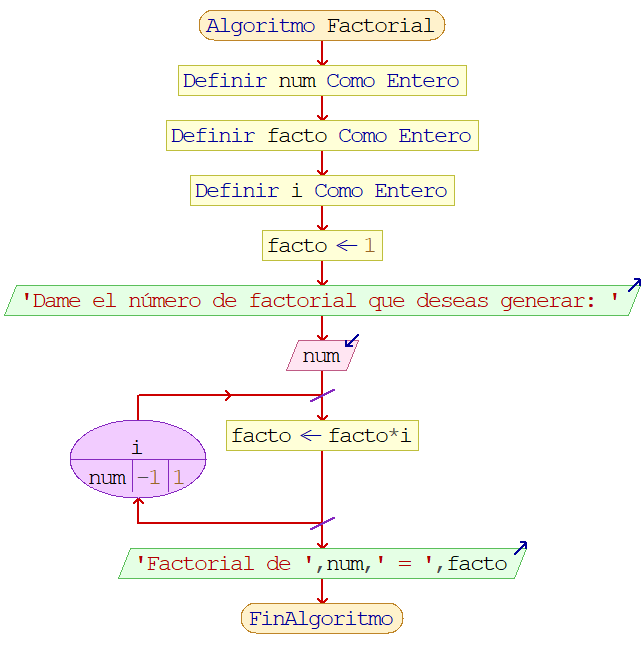 Algoritmo Factorial
Definir num Como Entero
Definir facto Como Entero
Definir i Como Entero
facto ← 1
'Dame el número de factorial que deseas generar: '
num
facto ← facto*i
i
num -1 1
'Factorial de ',num,' = ',facto
FinAlgoritmo